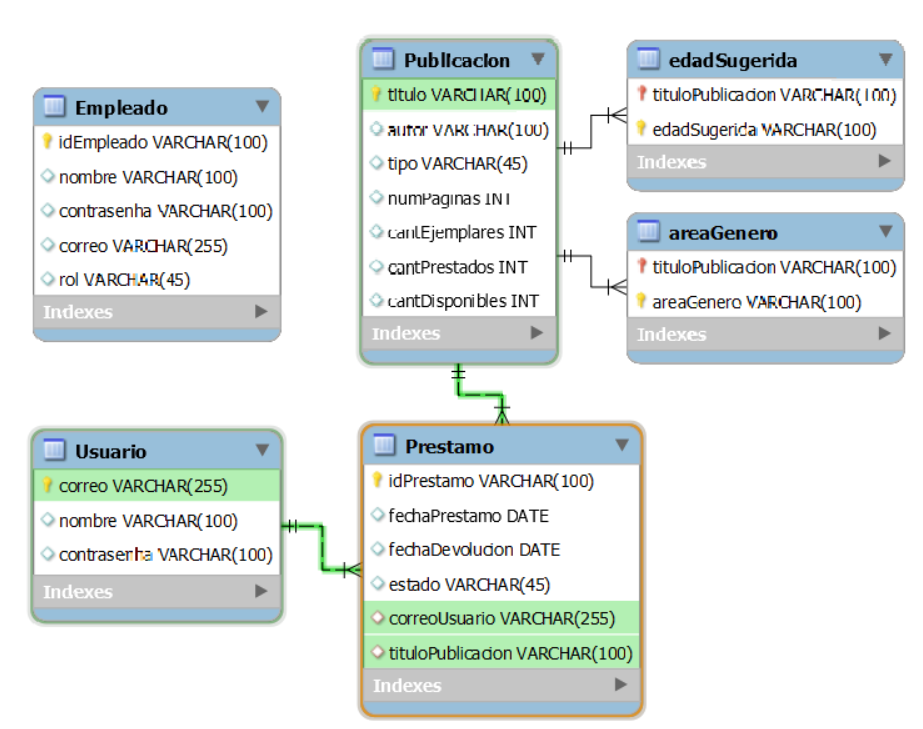 Empleado
idEmpleado VARCHAR(100)
nombre VARCHAR(100)
contrasenha VARCHAR(100)
correo VARCHAR(255)
rol VARCHAR(45)
Indexes
Publicacion
titulo VARCHAR(100)
autor VARCHAR(100)
tipo VARCHAR(45)
numPaginas INT
cantEjemplares INT
cantPrestados INT
cantDisponibles INT
Indexes
edadSugerida
tituloPublicacion VARCHAR(100)
edadSugerida VARCHAR(100)
Indexes
areaGenero
tituloPublicacion VARCHAR(100)
areaGenero VARCHAR(100)
Indexes
Usuario
correo VARCHAR(255)
nombre VARCHAR(100)
contrasenha VARCHAR(100)
Indexes
Prestamo
idPrestamo VARCHAR(100)
fechaPrestamo DATE
fechaDevolucion DATE
estado VARCHAR(45)
correoUsuario VARCHAR(255)
tituloPublicacion VARCHAR(100)
Indexes